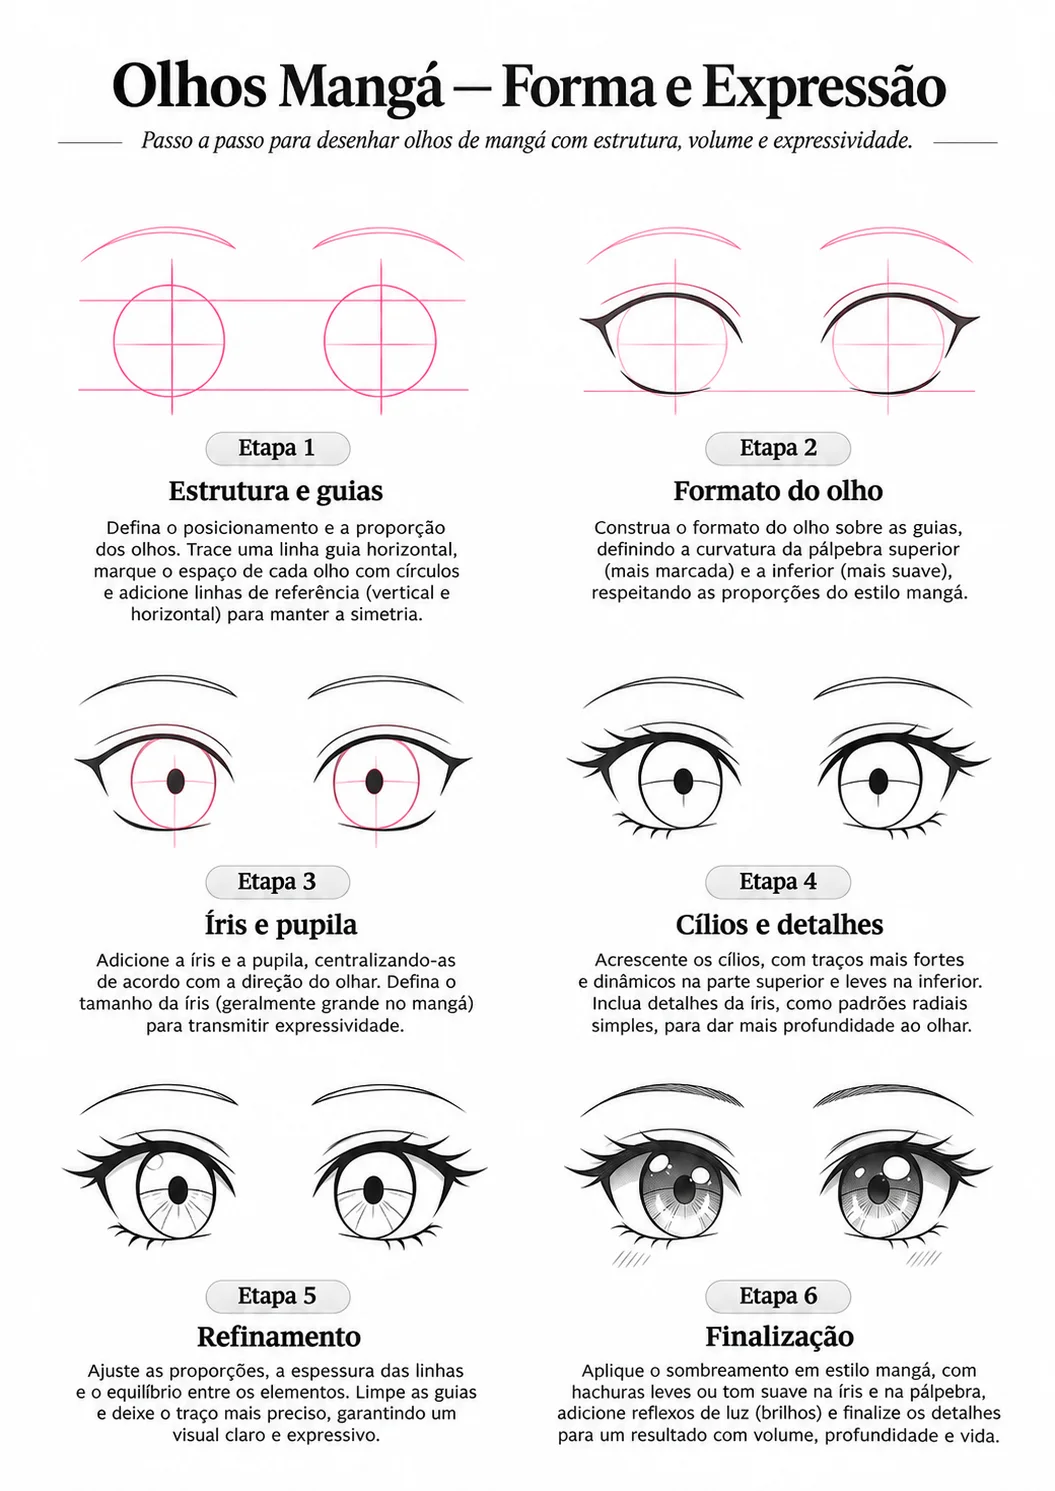 Olhos Mangá — Forma e Expressão
Passo a passo para desenhar olhos de mangá com estrutura, volume e expressividade.
Etapa 1
Estrutura e guias
Defina o posicionamento e a proporção
dos olhos. Trace uma linha guia horizontal,
marque o espaço de cada olho com círculos
e adicione linhas de referência (vertical e
horizontal) para manter a simetria.
Etapa 2
Formato do olho
Construa o formato do olho sobre as guias,
definindo a curvatura da pálpebra superior
(mais marcada) e a inferior (mais suave),
respeitando as proporções do estilo mangá.
Etapa 3
Íris e pupila
Adicione a íris e a pupila, centralizando-as
de acordo com a direção do olhar. Defina o
tamanho da íris (geralmente grande no mangá)
para transmitir expressividade.
Etapa 4
Cílios e detalhes
Acrescente os cílios, com traços mais fortes
e dinâmicos na parte superior e leves na inferior.
Inclua detalhes da íris, como padrões radiais
simples, para dar mais profundidade ao olhar.
Etapa 5
Refinamento
Ajuste as proporções, a espessura das linhas
e o equilíbrio entre os elementos. Limpe as guias
e deixe o traço mais preciso, garantindo um
visual claro e expressivo.
Etapa 6
Finalização
Aplique o sombreamento em estilo mangá, com
hachuras leves ou tom suave na íris e na pálpebra,
adicione reflexos de luz (brilhos) e finalize os detalhes
para um resultado com volume, profundidade e vida.